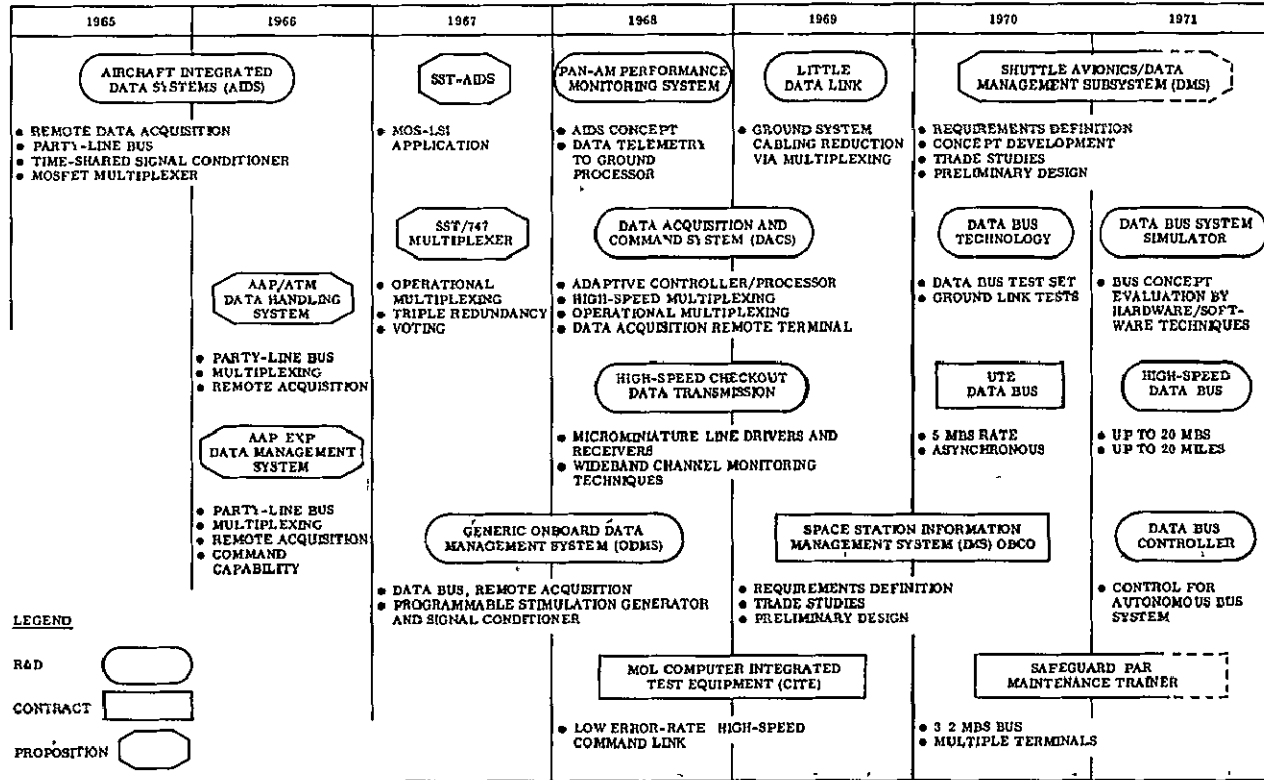 1965
1966
1967
1968
1969
1970
1971
AIRCRAFT INTEGRATED
DATA SYSTEMS (AIDS)
• REMOTE DATA ACQUISITION
• PARTY-LINE BUS
• TIME-SHARED SIGNAL CONDITIONER
• MOSFET MULTIPLEXER
SST-AIDS
• MOS-LSI
APPLICATION
PAN-AM PERFORMANCE
MONITORING SYSTEM
• AIDS CONCEPT
• DATA TELEMETRY
TO GROUND
PROCESSOR
LITTLE
DATA LINK
• GROUND SYSTEM
CABLING REDUCTION
VIA MULTIPLEXING
SHUTTLE AVIONICS/DATA
MANAGEMENT SUBSYSTEM (DMS)
• REQUIREMENTS DEFINITION
• CONCEPT DEVELOPMENT
• TRADE STUDIES
• PRELIMINARY DESIGN
AAP/ATM
DATA HANDLING
SYSTEM
• PARTY-LINE BUS
• MULTIPLEXING
• REMOTE ACQUISITION
SST/747
MULTIPLEXER
• OPERATIONAL
MULTIPLEXING
• TRIPLE REDUNDANCY
• VOTING
DATA ACQUISITION AND
COMMAND SYSTEM (DACS)
• ADAPTIVE CONTROLLER/PROCESSOR
• HIGH-SPEED MULTIPLEXING
• OPERATIONAL MULTIPLEXING
• DATA ACQUISITION REMOTE TERMINAL
DATA BUS
TECHNOLOGY
• DATA BUS TEST SET
• GROUND LINK TESTS
DATA BUS SYSTEM
SIMULATOR
• BUS CONCEPT
EVALUATION BY
HARDWARE/SOFT-
WARE TECHNIQUES
AAP EXP
DATA MANAGEMENT
SYSTEM
• PARTY-LINE BUS
• MULTIPLEXING
• REMOTE ACQUISITION
• COMMAND
CAPABILITY
HIGH-SPEED CHECKOUT
DATA TRANSMISSION
• MICROMINIATURE LINE DRIVERS AND
RECEIVERS
• WIDEBAND CHANNEL MONITORING
TECHNIQUES
UTE
DATA BUS
• 5 MBS RATE
• ASYNCHRONOUS
HIGH-SPEED
DATA BUS
• UP TO 20 MBS
• UP TO 20 MILES
GENERIC ONBOARD DATA
MANAGEMENT SYSTEM (ODMS)
• DATA BUS, REMOTE ACQUISITION
• PROGRAMMABLE STIMULATION GENERATOR
AND SIGNAL CONDITIONER
SPACE STATION INFORMATION
MANAGEMENT SYSTEM (IMS) OBCO
• REQUIREMENTS DEFINITION
• TRADE STUDIES
• PRELIMINARY DESIGN
DATA BUS
CONTROLLER
• CONTROL FOR
AUTONOMOUS BUS
SYSTEM
MOL COMPUTER INTEGRATED
TEST EQUIPMENT (CITE)
• LOW ERROR-RATE HIGH-SPEED
COMMAND LINK
SAFEGUARD PAR
MAINTENANCE TRAINER
• 3 2 MBS BUS
• MULTIPLE TERMINALS
LEGEND
R&D
CONTRACT
PROPOSITION